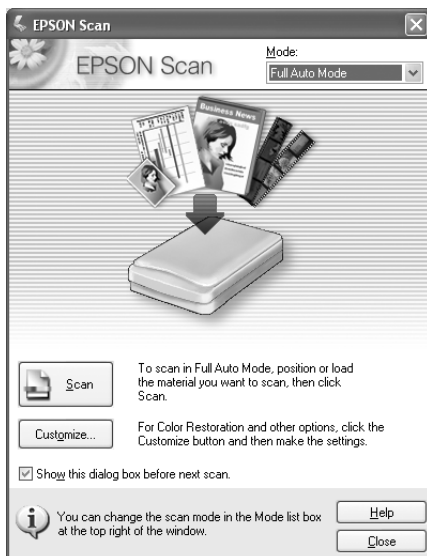 EPSON Scan
EPSON Scan
Mode:
Full Auto Mode
Business News
Scan
To scan in Full Auto Mode, position or load
the material you want to scan, then click
Scan.
Customize...
For Color Restoration and other options, click the
Customize button and then make the settings.
Show this dialog box before next scan.
You can change the scan mode in the Mode list box
at the top right of the window.
Help
Close